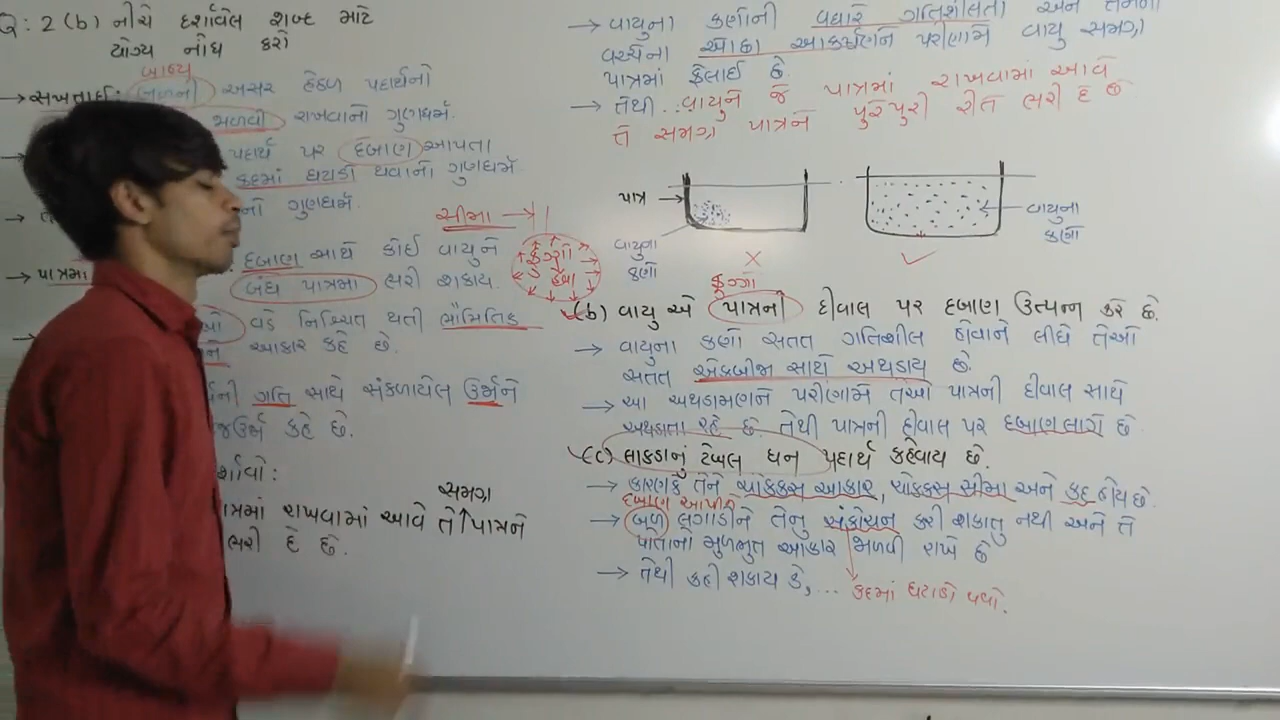 Q: 2 (b) નીચે દર્શાવેલ શબ્દ માટે
યોગ્ય નોંધ કરો
બાહ્ય
→ સખતાઈ: બળની અસર હેઠળ પદાર્થનો
જાળવી રાખવાનો ગુણધર્મ.
પદાર્થ પર દબાણ આપતા
કદમાં ઘટાડો થવાનો ગુણધર્મ
નો ગુણધર્મ.
→ પાત્રમાં દબાણ સાથે કોઈ વાયુને
બંધ પાત્રમાં ભરી શકાય.
વડે નિશ્ચિત થતી ભૌમિતિક
આકાર કહે છે.
ની ગતિ સાથે સંકળાયેલ ઉર્જાને
ઉર્જા કહે છે.
ર્શાવો:
સમગ્ર
ત્રમાં રાખવામાં આવે તે ↑ પાત્રને
ભરી દે છે.
સીમા →
ફુગ્ગો
હવા
→ વાયુના કણોની વધારે ગતિશીલતા અને તેમની
વચ્ચેના ઓછા આકર્ષણને પરીણામે વાયુ સમગ્ર
પાત્રમાં ફેલાઈ છે
→ તેથી... વાયુને જે પાત્રમાં રાખવામાં આવે
તે સમગ્ર પાત્રને પુરેપુરી રીતે ભરી દે છે
પાત્ર →
વાયુના
કણો
વાયુના
કણો
ફુગ્ગો
(b) વાયુ એ પાત્રની દીવાલ પર દબાણ ઉત્પન્ન કરે છે.
→ વાયુના કણો સતત ગતિશીલ હોવાને લીધે તેઓ
સતત એકબીજા સાથે અથડાય છે.
→ આ અથડામણને પરીણામે તેઓ પાત્રની દીવાલ સાથે
અથડાતા રહે છે. તેથી પાત્રની દીવાલ પર દબાણ લાગે છે
(c) લાકડાનું ટેબલ ઘન પદાર્થ કહેવાય છે.
→ કારણકે તેને ચોક્કસ આકાર, ચોક્કસ સીમા અને કદ હોય છે.
દબાણ આપીને
→ બળ લગાડીને તેનુ સંકોચન કરી શકાતુ નથી અને તે
પોતાનો મુળભુત આકાર જાળવી રાખે છે
→ તેથી કહી શકાય કે, ... કદમાં ઘટાડો થવો.